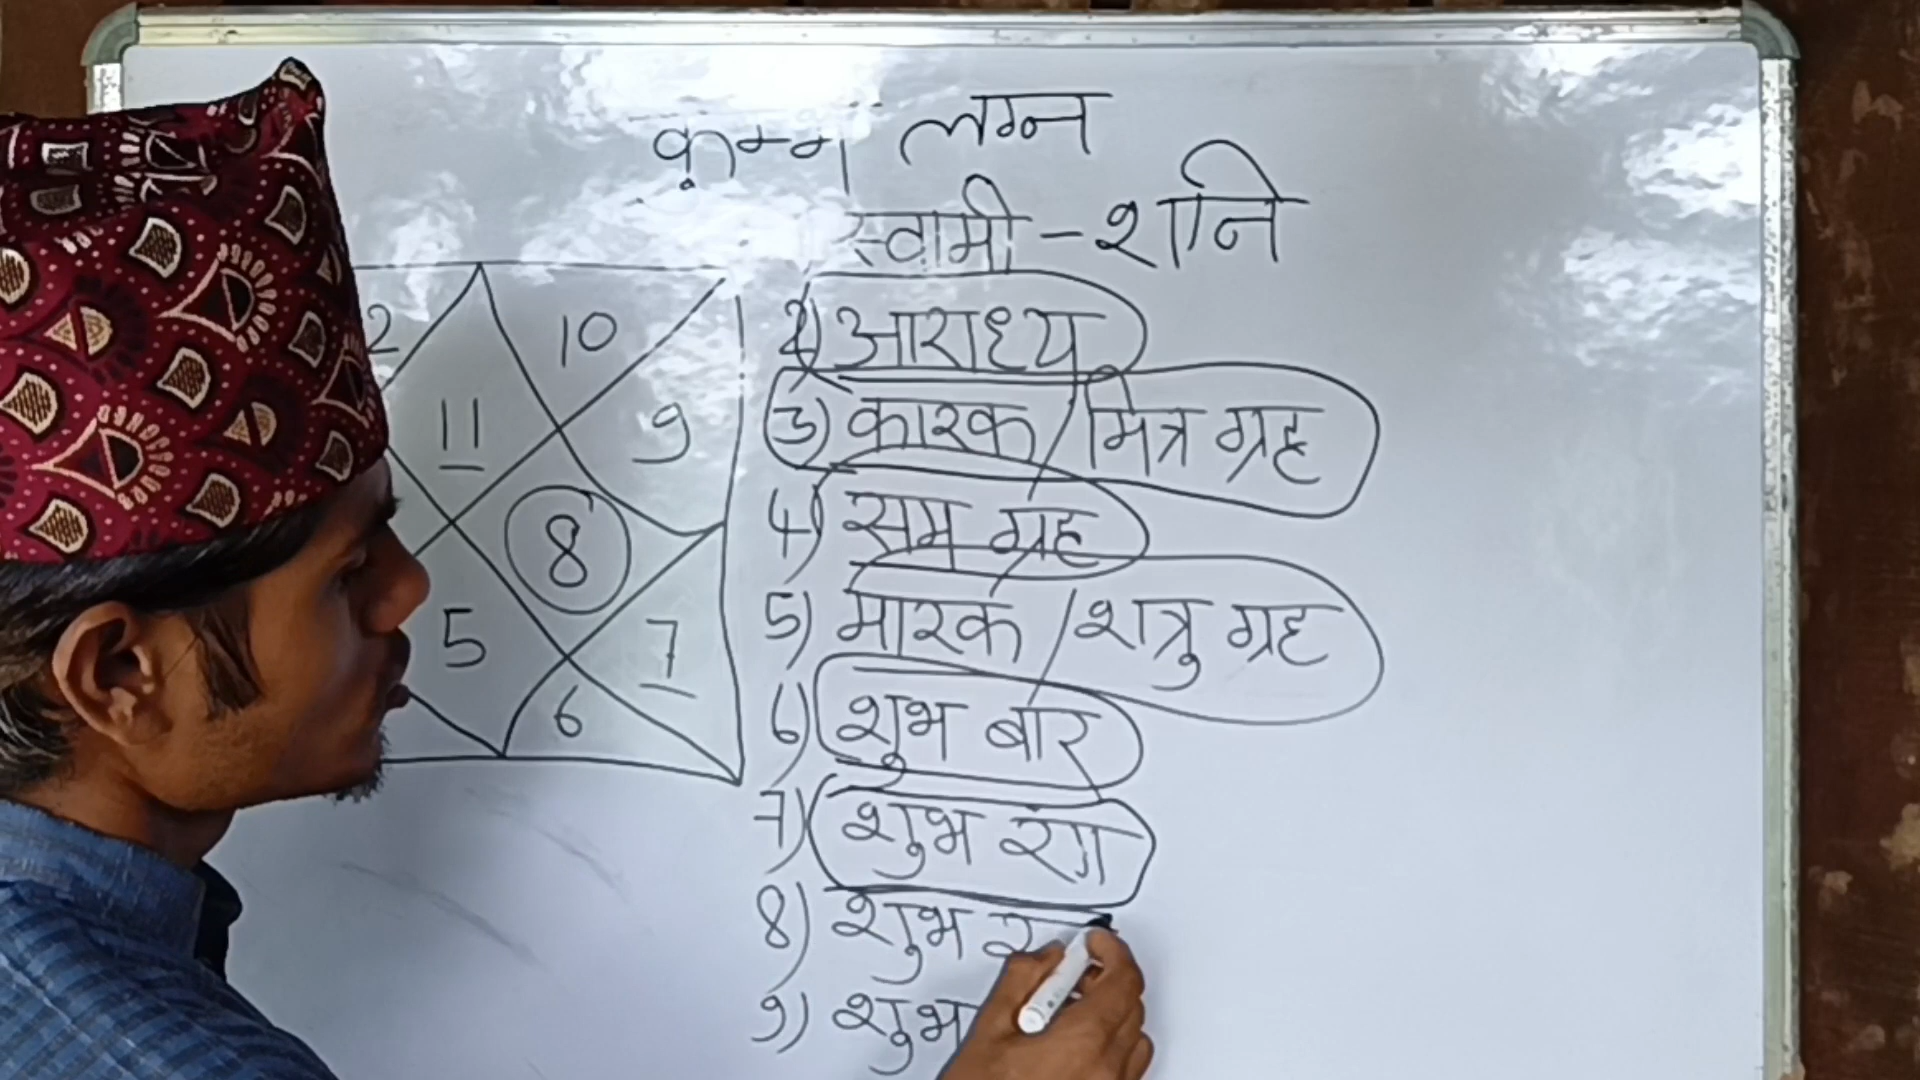 कुम्भ लग्न
स्वामी - शनि
2) आराध्य
3) कारक / मित्र ग्रह
4) सम ग्रह
5) मारक / शत्रु ग्रह
6) शुभ बार
7) शुभ रंग
8) शुभ
9) शुभ
2
10
11
9
8
5
7
6